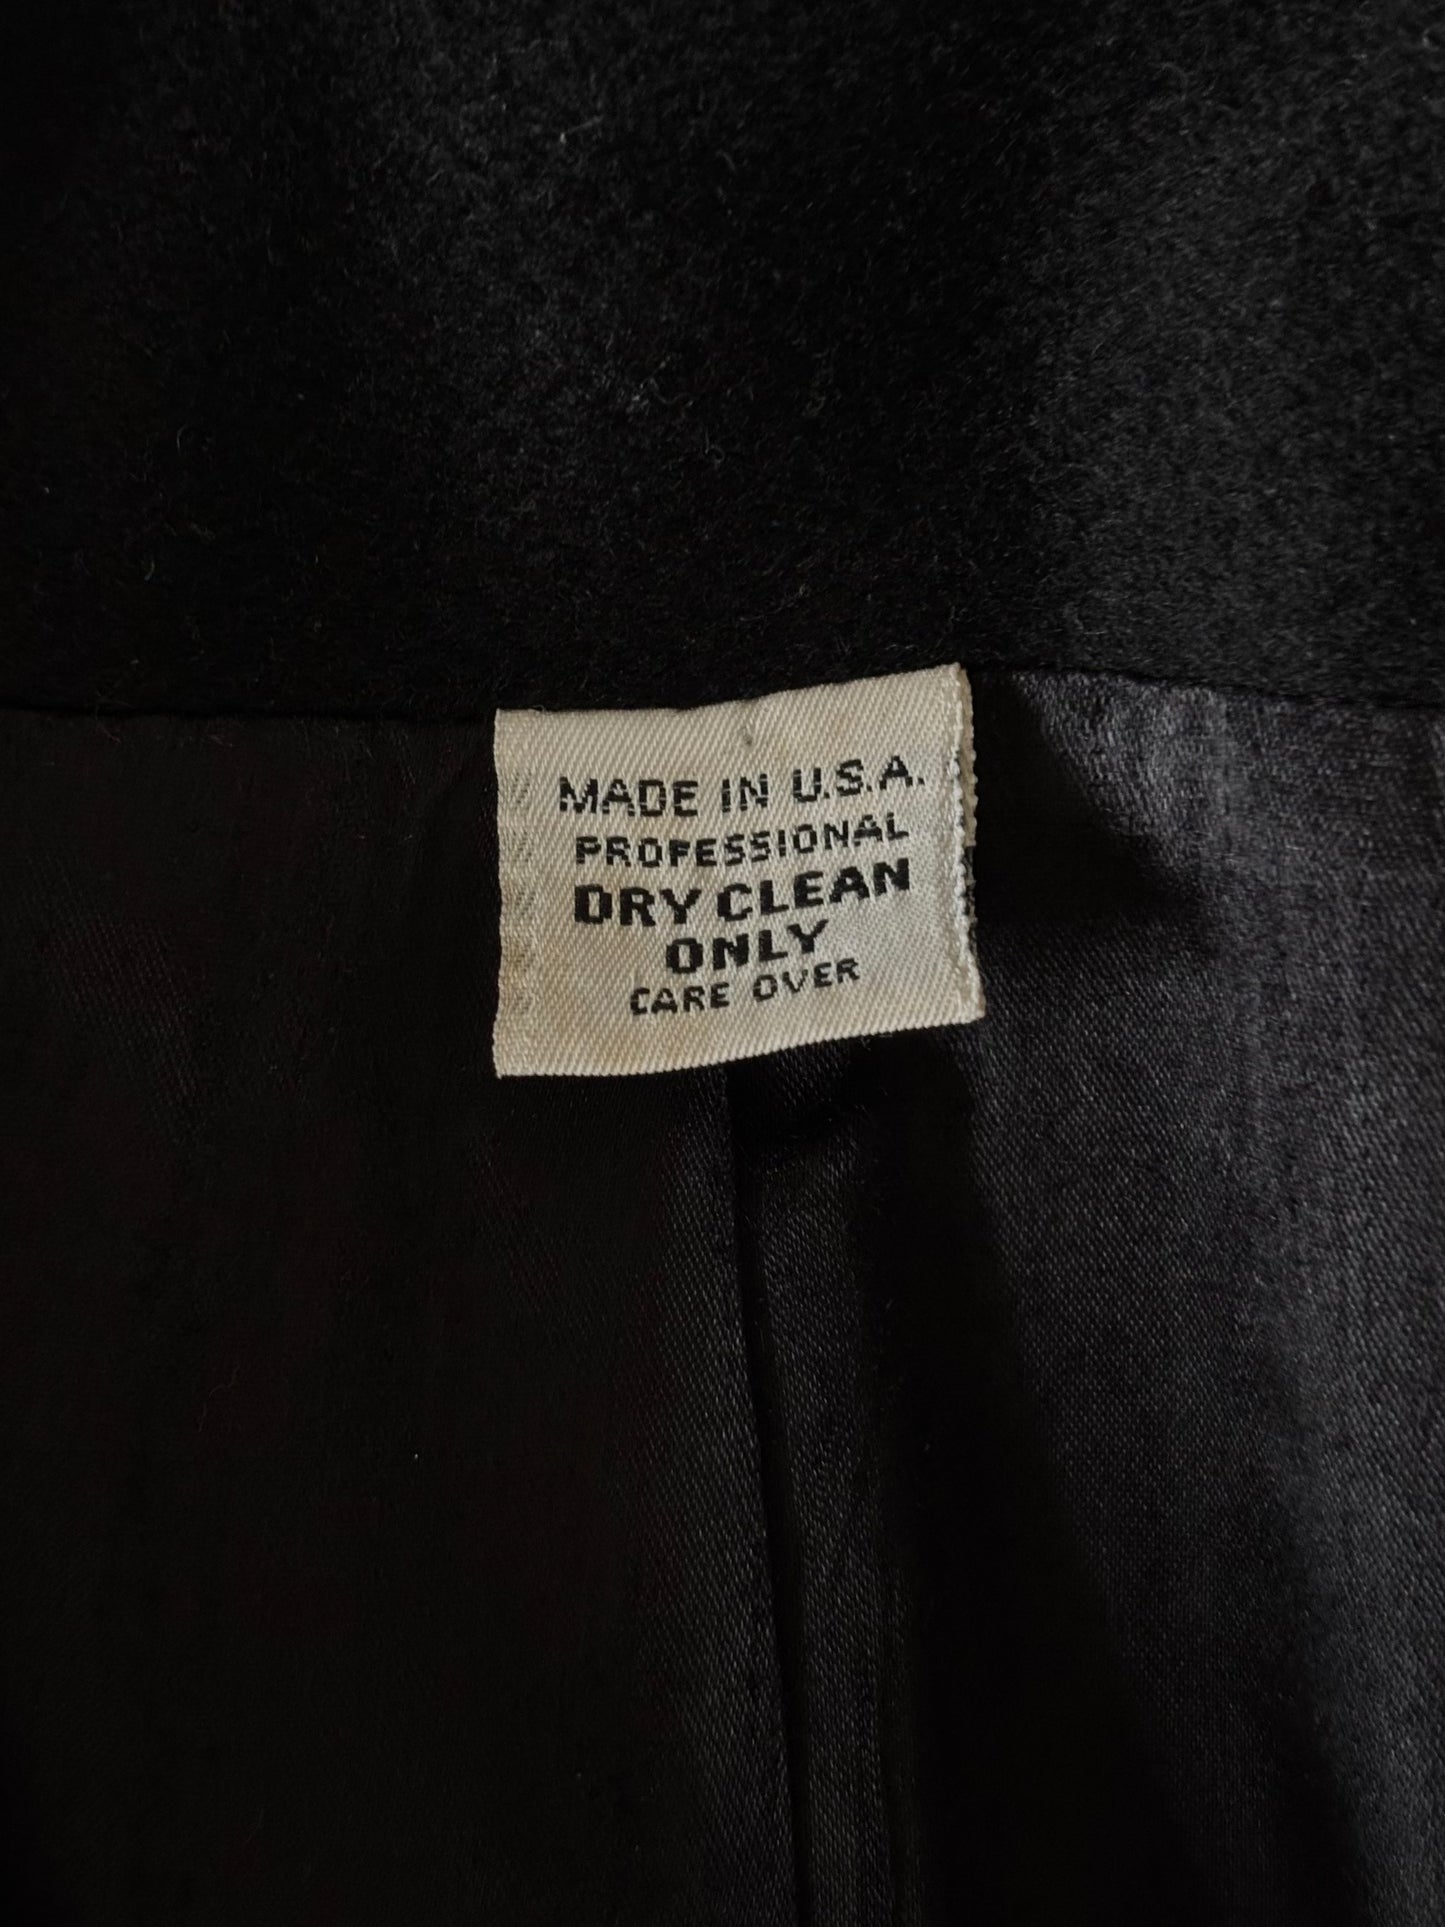 MADE IN U.S.A.
PROFESSIONAL
DRY CLEAN
ONLY
CARE OVER